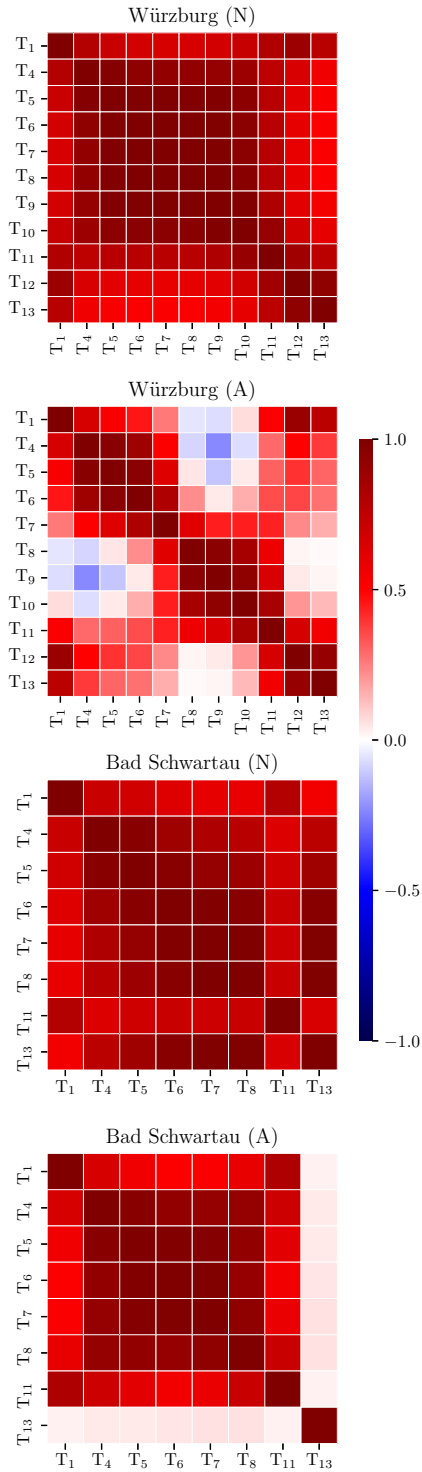 Würzburg (N)
T₁
T₄
T₅
T₆
T₇
T₈
T₉
T₁₀
T₁₁
T₁₂
T₁₃
T₁ T₄ T₅ T₆ T₇ T₈ T₉ T₁₀ T₁₁ T₁₂ T₁₃
Würzburg (A)
T₁
T₄
T₅
T₆
T₇
T₈
T₉
T₁₀
T₁₁
T₁₂
T₁₃
T₁ T₄ T₅ T₆ T₇ T₈ T₉ T₁₀ T₁₁ T₁₂ T₁₃
1.0
0.5
0.0
−0.5
−1.0
Bad Schwartau (N)
T₁
T₄
T₅
T₆
T₇
T₈
T₁₁
T₁₃
T₁ T₄ T₅ T₆ T₇ T₈ T₁₁ T₁₃
Bad Schwartau (A)
T₁
T₄
T₅
T₆
T₇
T₈
T₁₁
T₁₃
T₁ T₄ T₅ T₆ T₇ T₈ T₁₁ T₁₃